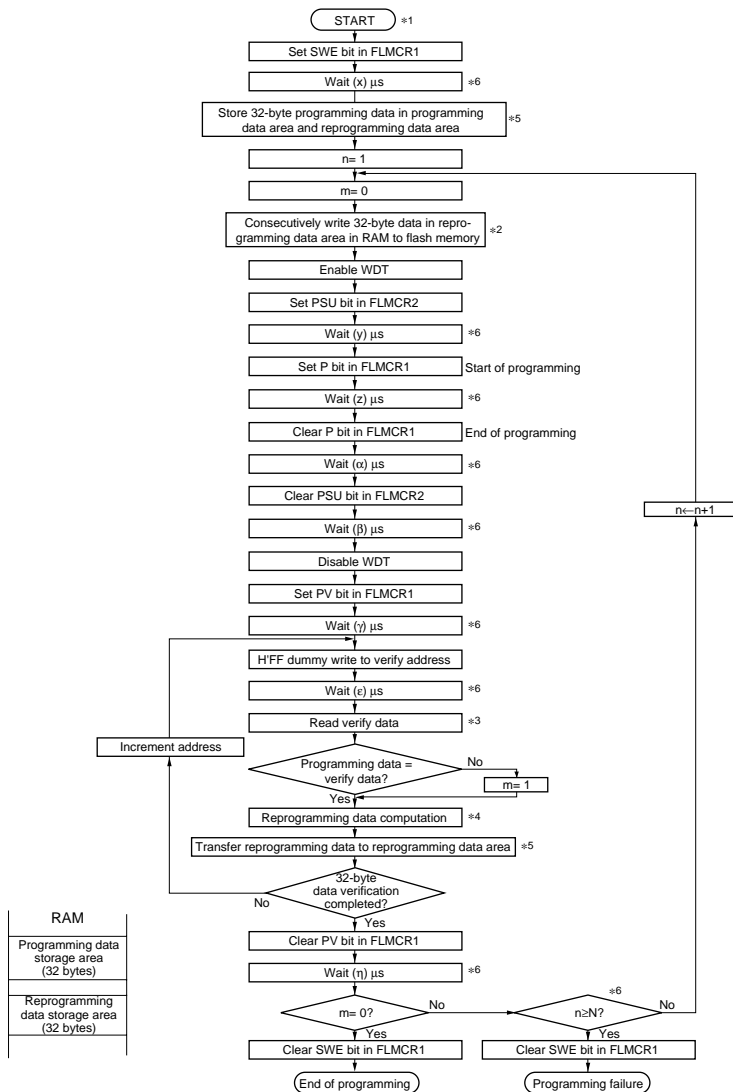 START *1
Set SWE bit in FLMCR1
Wait (x) μs *6
Store 32-byte programming data in programming
data area and reprogramming data area *5
n= 1
m= 0
Consecutively write 32-byte data in repro-
gramming data area in RAM to flash memory *2
Enable WDT
Set PSU bit in FLMCR2
Wait (y) μs *6
Set P bit in FLMCR1 Start of programming
Wait (z) μs *6
Clear P bit in FLMCR1 End of programming
Wait (α) μs *6
Clear PSU bit in FLMCR2
n←n+1
Wait (β) μs *6
Disable WDT
Set PV bit in FLMCR1
Wait (γ) μs *6
H'FF dummy write to verify address
Wait (ε) μs *6
Read verify data *3
Increment address
Programming data =
verify data?
No
m= 1
Yes
Reprogramming data computation *4
Transfer reprogramming data to reprogramming data area *5
32-byte
data verification
completed?
No
Yes
RAM
Programming data
storage area
(32 bytes)
Reprogramming
data storage area
(32 bytes)
Clear PV bit in FLMCR1
Wait (η) μs *6
*6
m= 0? No n≥N? No
Yes Yes
Clear SWE bit in FLMCR1 Clear SWE bit in FLMCR1
End of programming Programming failure